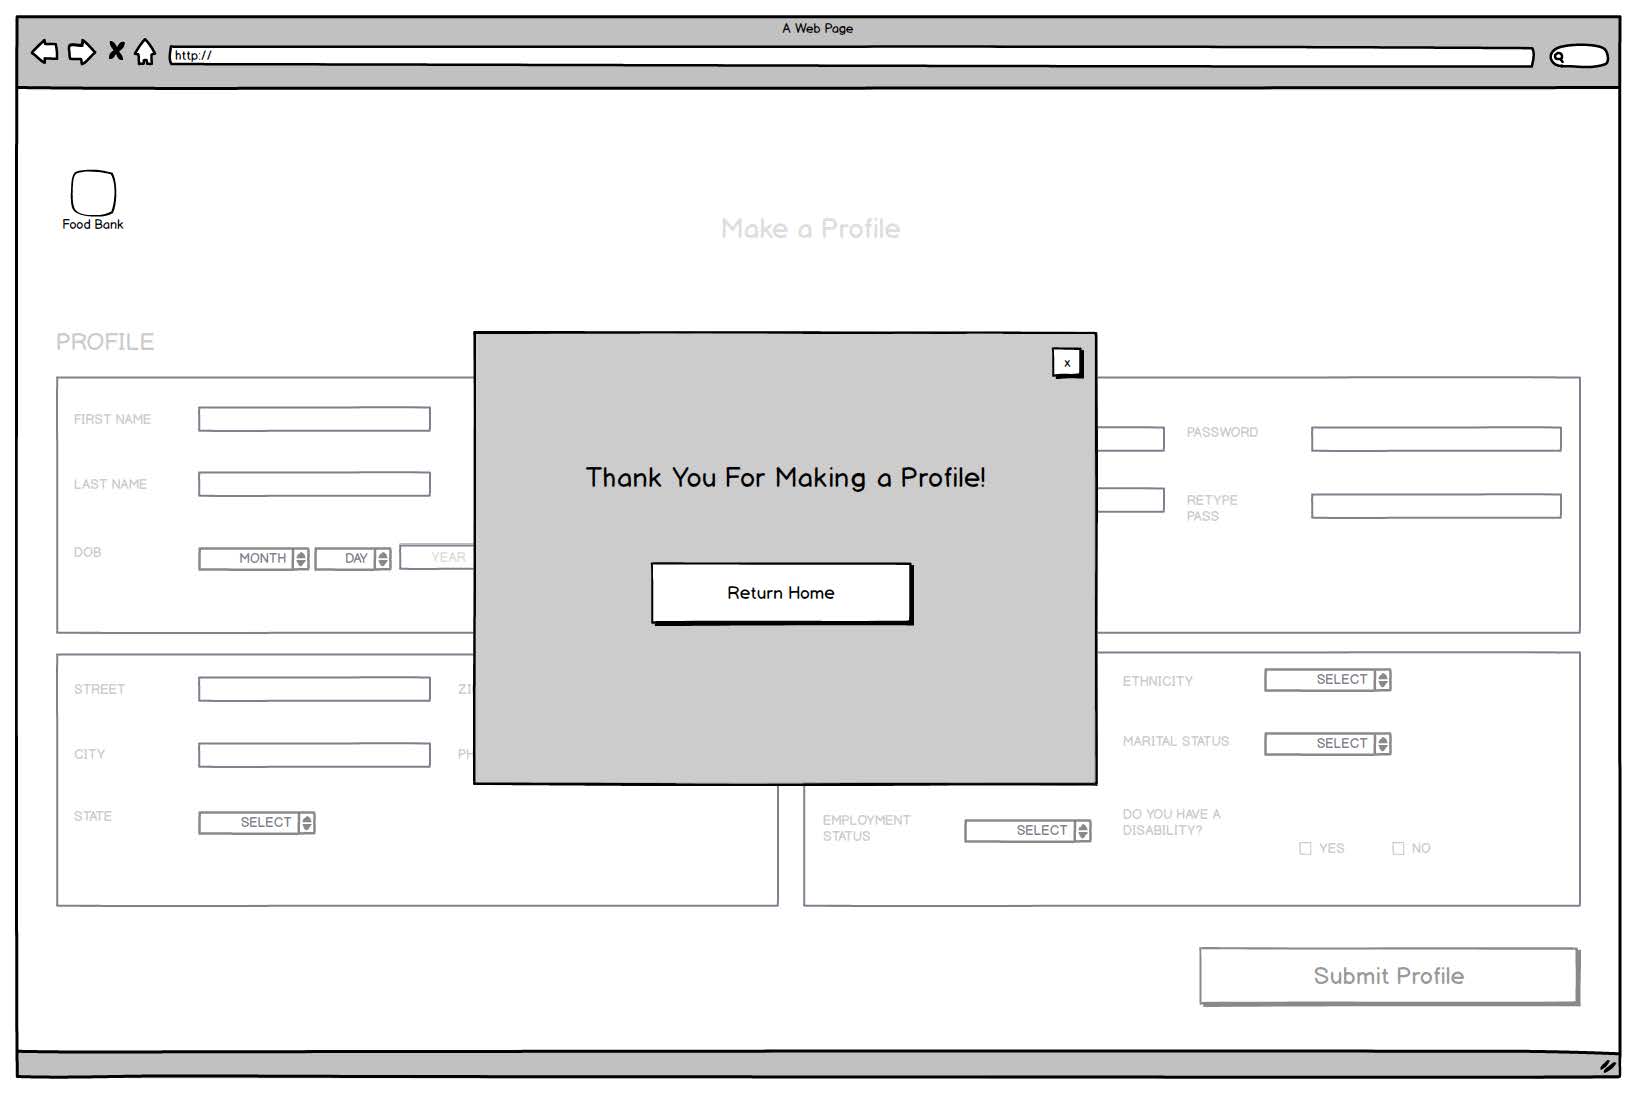 A Web Page
http://
Food Bank
Make a Profile
PROFILE
x
FIRST NAME
PASSWORD
LAST NAME
Thank You For Making a Profile!
RETYPE
PASS
DOB
MONTH
DAY
YEAR
Return Home
STREET
ETHNICITY
SELECT
CITY
MARITAL STATUS
SELECT
STATE
SELECT
EMPLOYMENT
STATUS
SELECT
DO YOU HAVE A
DISABILITY?
YES
NO
Submit Profile